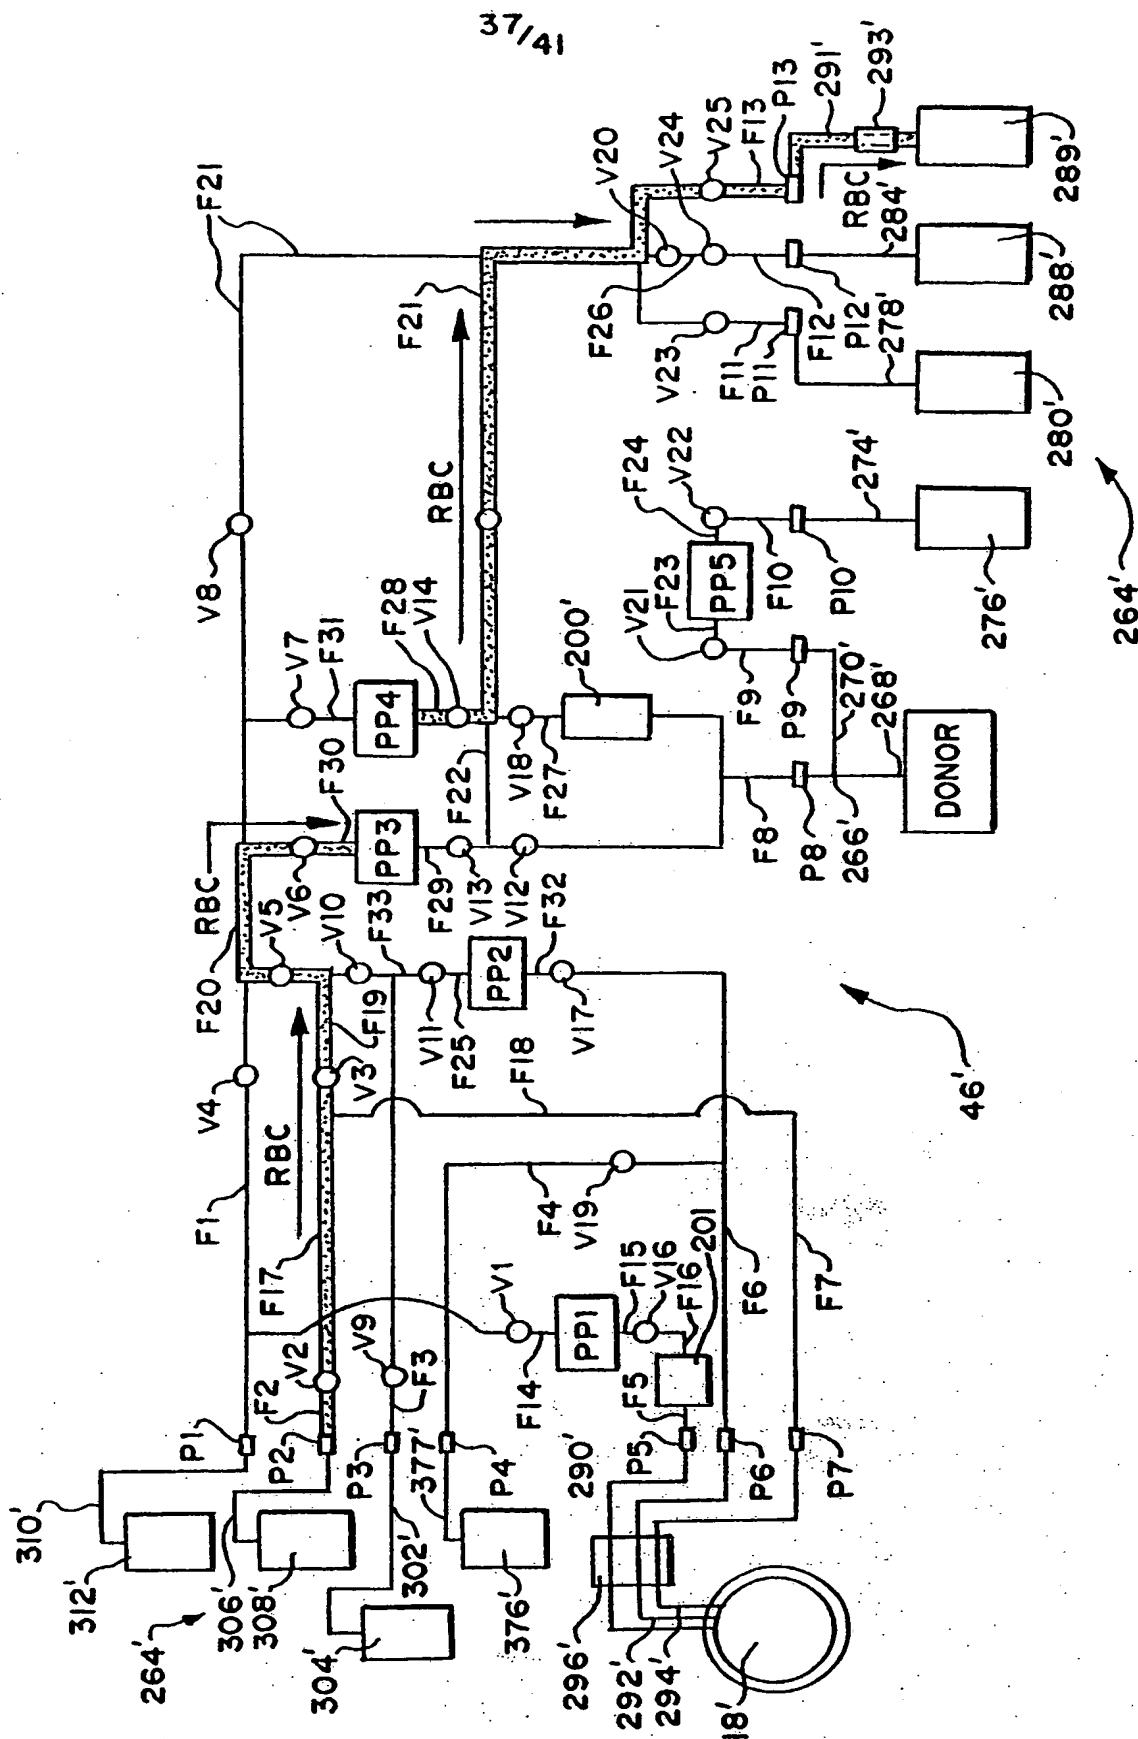 37/41
F21
V8
V7
F31
PP4
F28
V14
RBC
F21
V20
V24
V25
F13
P13
291'
293'
RBC
284'
289'
288'
F26
V23
F11
P11
F12
P12
278'
280'
F24
V22
V21
F23
PP5
F10
P10
274'
276'
264'
F9
P9
270'
268'
F8
P8
266'
DONOR
200'
V18
F27
F22
RBC
F20
V5
V6
F30
PP3
F29
V13
V12
V10
F33
V11
F25
PP2
F32
V17
F19
V3
V4
F1
RBC
F17
F18
46'
F4
V19
V1
F14
PP1
F15
V16
F16
201
F5
F6
F7
V2
F2
V9
F3
P1
P2
P3
377'
P4
290'
P5
P6
P7
310'
312'
264'
306'
308'
304'
302'
376'
296'
292'
294'
18'